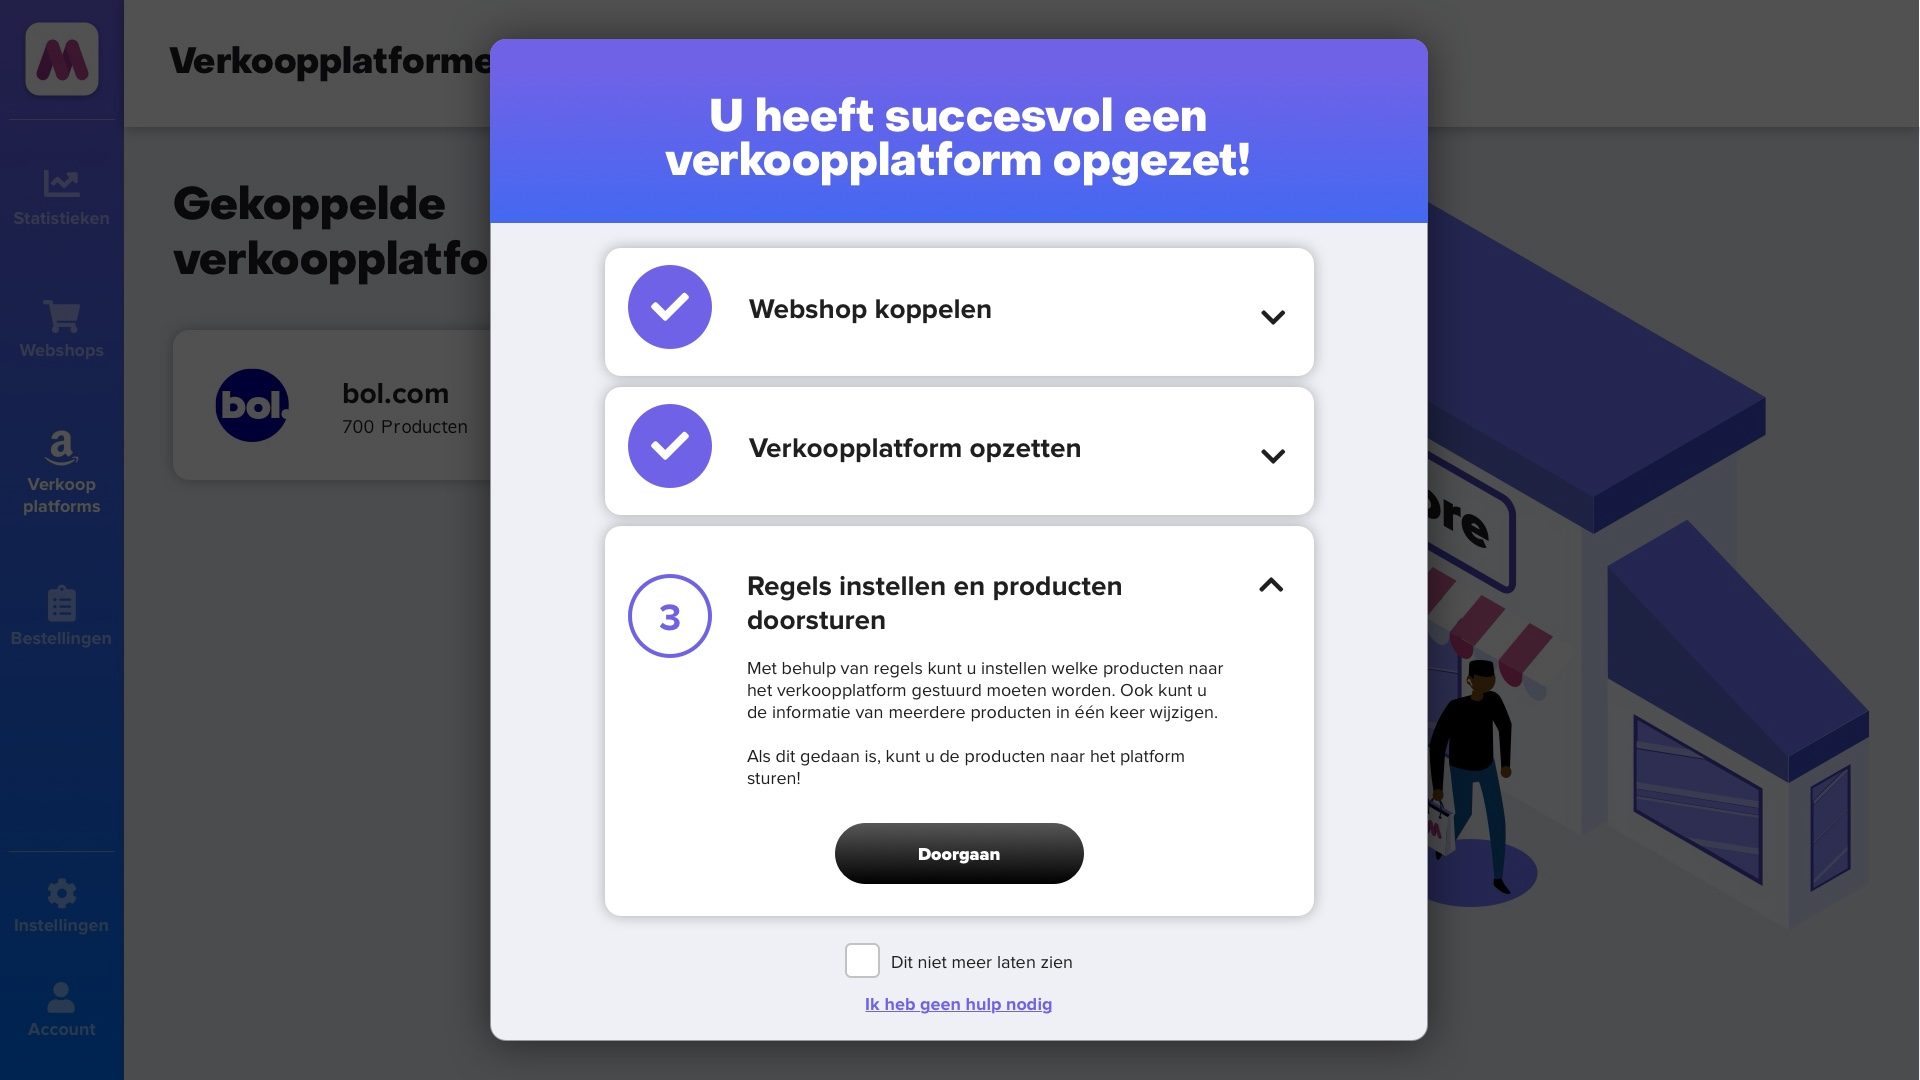 Verkoopplatforme
Statistieken
Webshops
Verkoop
platforms
Bestellingen
Instellingen
Account
Gekoppelde
verkoopplatfo
bol.
bol.com
700 Producten
U heeft succesvol een
verkoopplatform opgezet!
Webshop koppelen
Verkoopplatform opzetten
3
Regels instellen en producten
doorsturen
Met behulp van regels kunt u instellen welke producten naar
het verkoopplatform gestuurd moeten worden. Ook kunt u
de informatie van meerdere producten in één keer wijzigen.
Als dit gedaan is, kunt u de producten naar het platform
sturen!
Doorgaan
Dit niet meer laten zien
Ik heb geen hulp nodig
ore